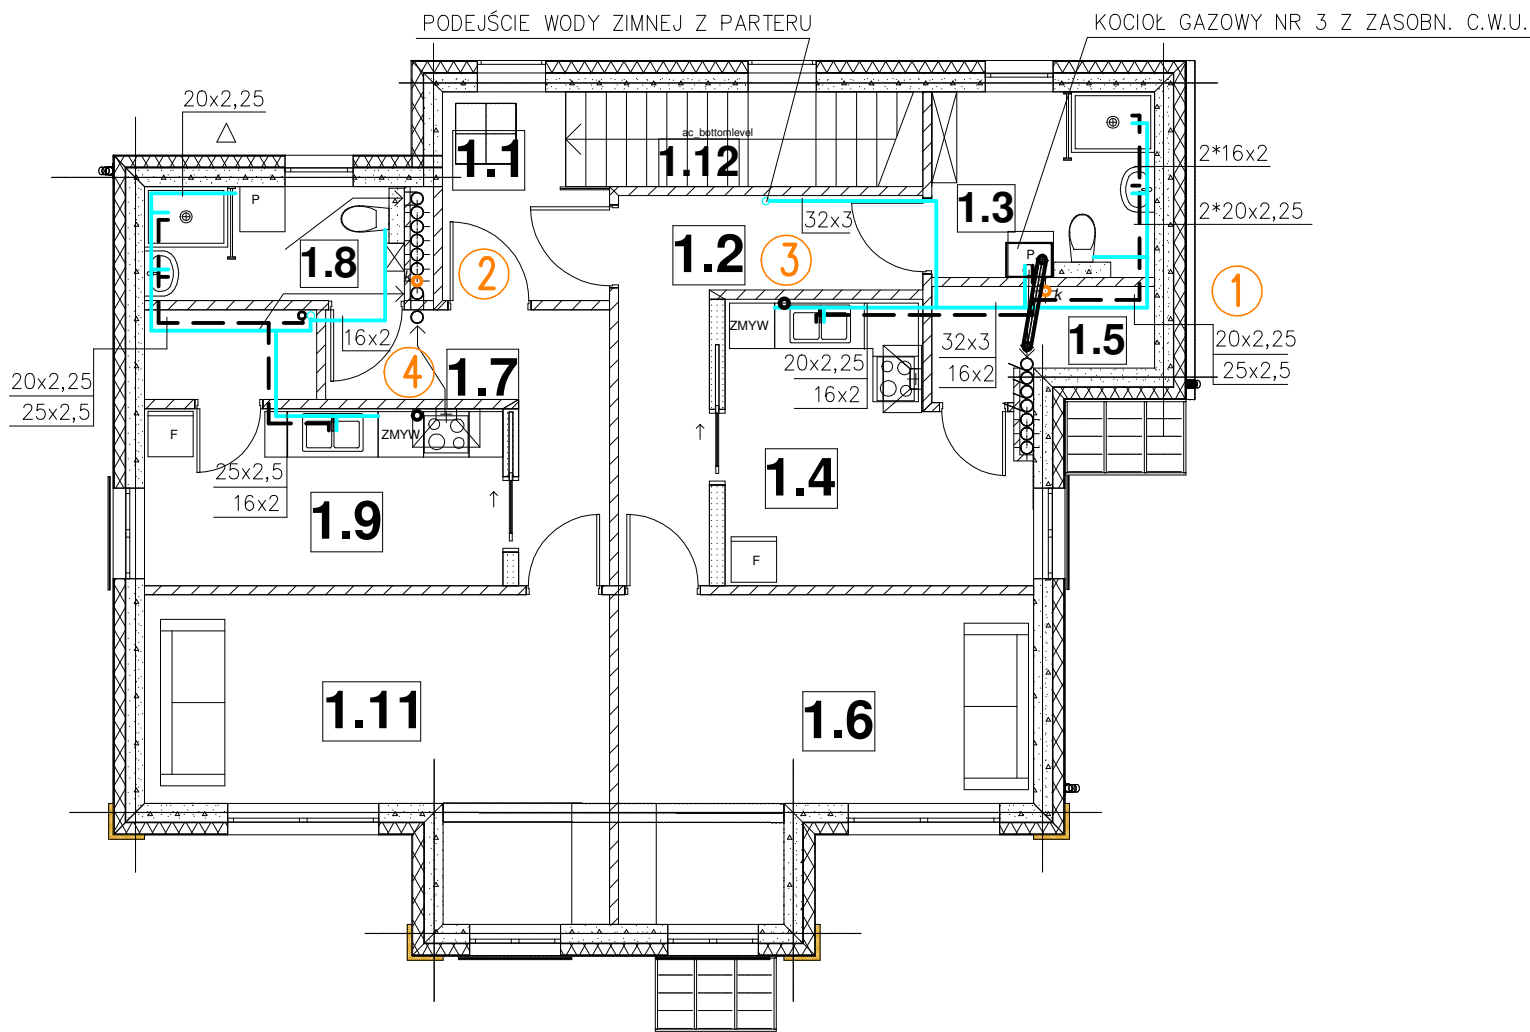 PODEJŚCIE WODY ZIMNEJ Z PARTERU
KOCIOŁ GAZOWY NR 3 Z ZASOBN. C.W.U.
20x2,25
ac_bottomlevel
1.1
1.12
2*16x2
P
1.3
32x3
2*20x2,25
1.8
2
1.2
3
P
k
1
16x2
ZMYW
1.5
32x3
16x2
20x2,25
25x2,5
20x2,25
16x2
20x2,25
25x2,5
4
1.7
F
ZMYW
25x2,5
16x2
1.4
1.9
F
1.11
1.6